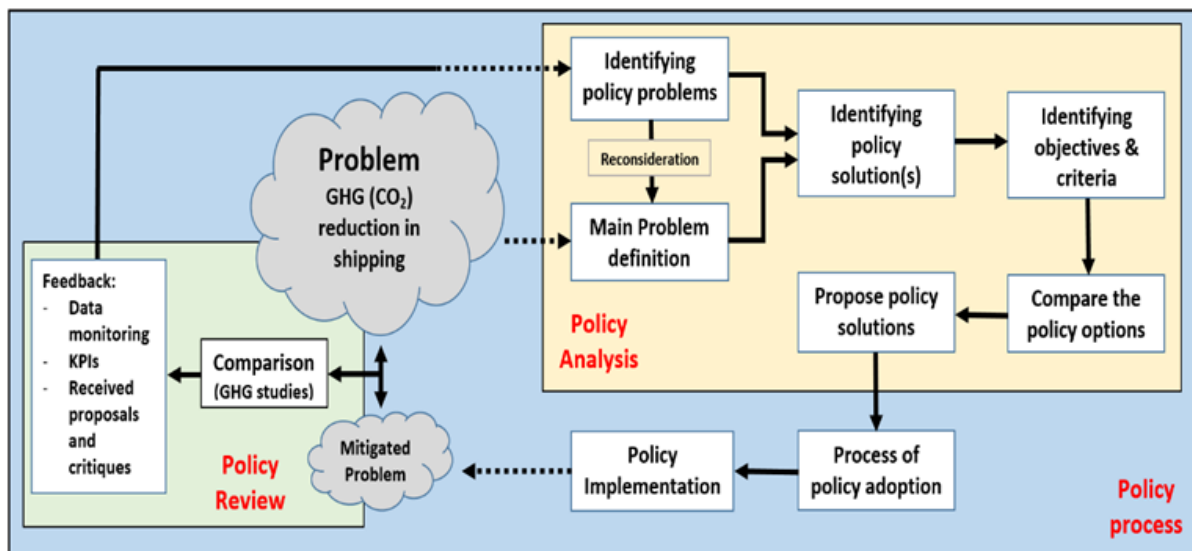 Identifying
policy problems
Reconsideration
Main Problem
definition
Identifying
policy
solution(s)
Identifying
objectives &
criteria
Compare the
policy options
Propose policy
solutions
Policy
Analysis
Problem
GHG (CO₂)
reduction in
shipping
Feedback:
- Data
monitoring
- KPIs
- Received
proposals
and
critiques
Comparison
(GHG studies)
Mitigated
Problem
Policy
Review
Policy
Implementation
Process of
policy adoption
Policy
process